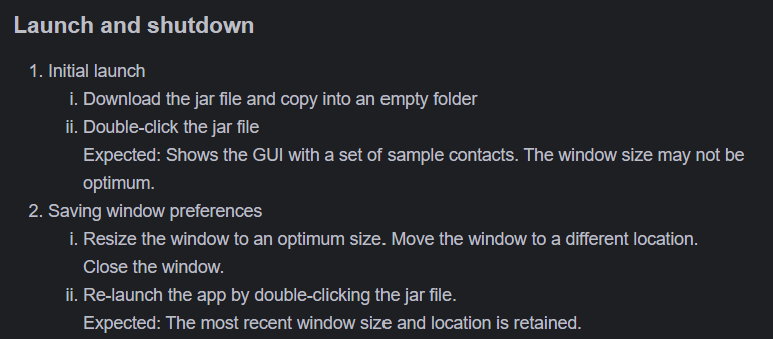 Launch and shutdown
1. Initial launch
i. Download the jar file and copy into an empty folder
ii. Double-click the jar file
Expected: Shows the GUI with a set of sample contacts. The window size may not be
optimum.
2. Saving window preferences
i. Resize the window to an optimum size. Move the window to a different location.
Close the window.
ii. Re-launch the app by double-clicking the jar file.
Expected: The most recent window size and location is retained.